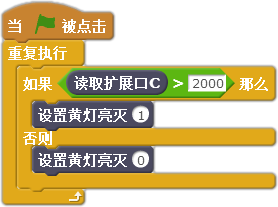 当 被点击
重复执行
如果 读取扩展口C > 2000 那么
设置黄灯亮灭 1
否则
设置黄灯亮灭 0